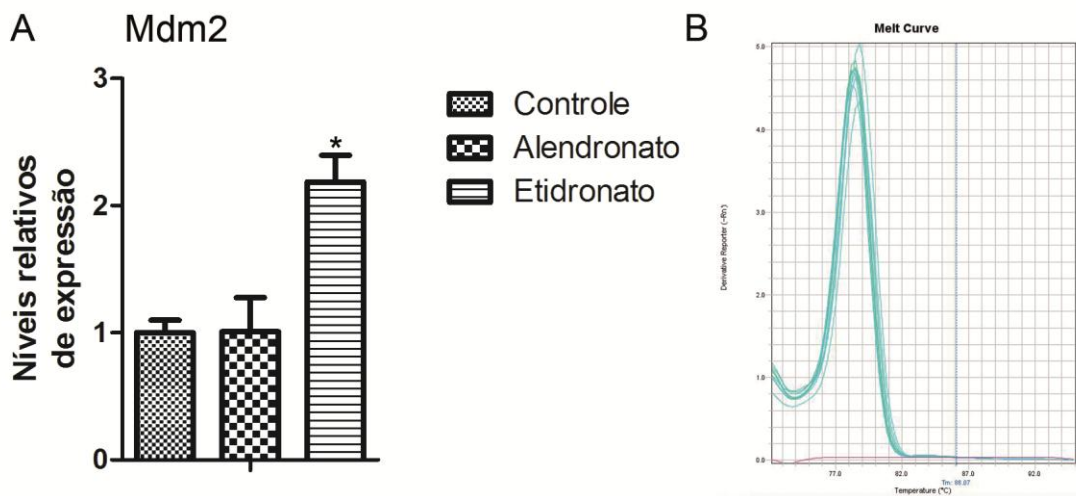 A
Mdm2
Níveis relativos
de expressão
3
2
1
0
*
Controle
Alendronato
Etidronato
B
Melt Curve
Derivative Reporter (-Rn)
5.0
4.0
3.0
2.0
1.0
0.0
77.0
82.0
87.0
92.0
Temperature (°C)